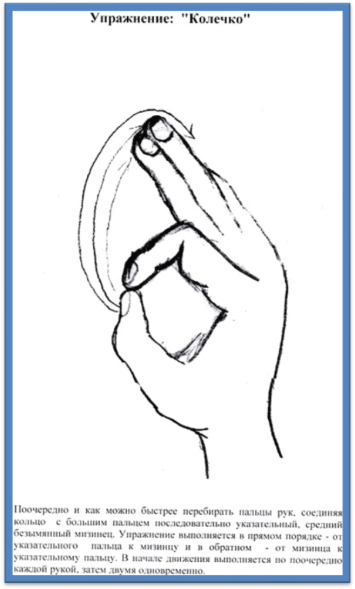 Упражнение: "Колечко"
Поочередно и как можно быстрее перебирать пальцы рук, соединяя
кольцо с большим пальцем последовательно указательный, средний
безымянный мизинец. Упражнение выполняется в прямом порядке - от
указательного пальца к мизинцу и в обратном - от мизинца к
указательному пальцу. В начале движения выполняется по поочередно
каждой рукой, затем двумя одновременно.